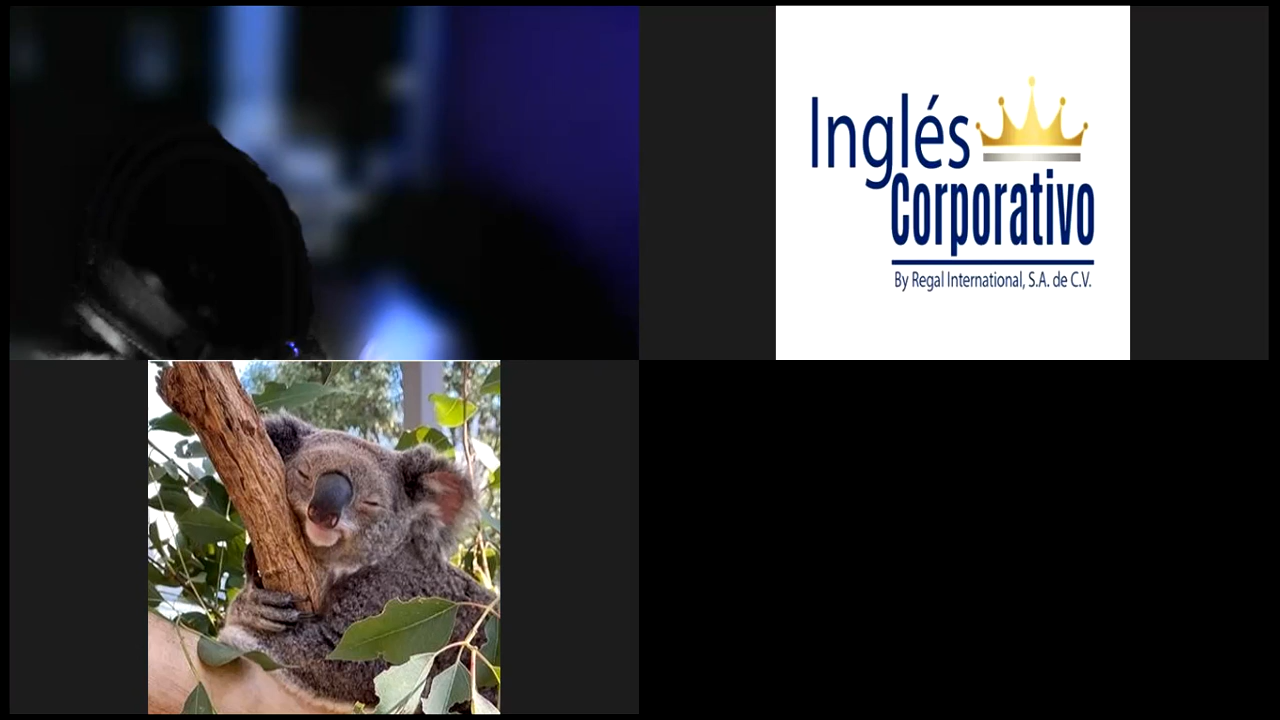 Inglés
Corporativo
By Regal International, S.A. de C.V.